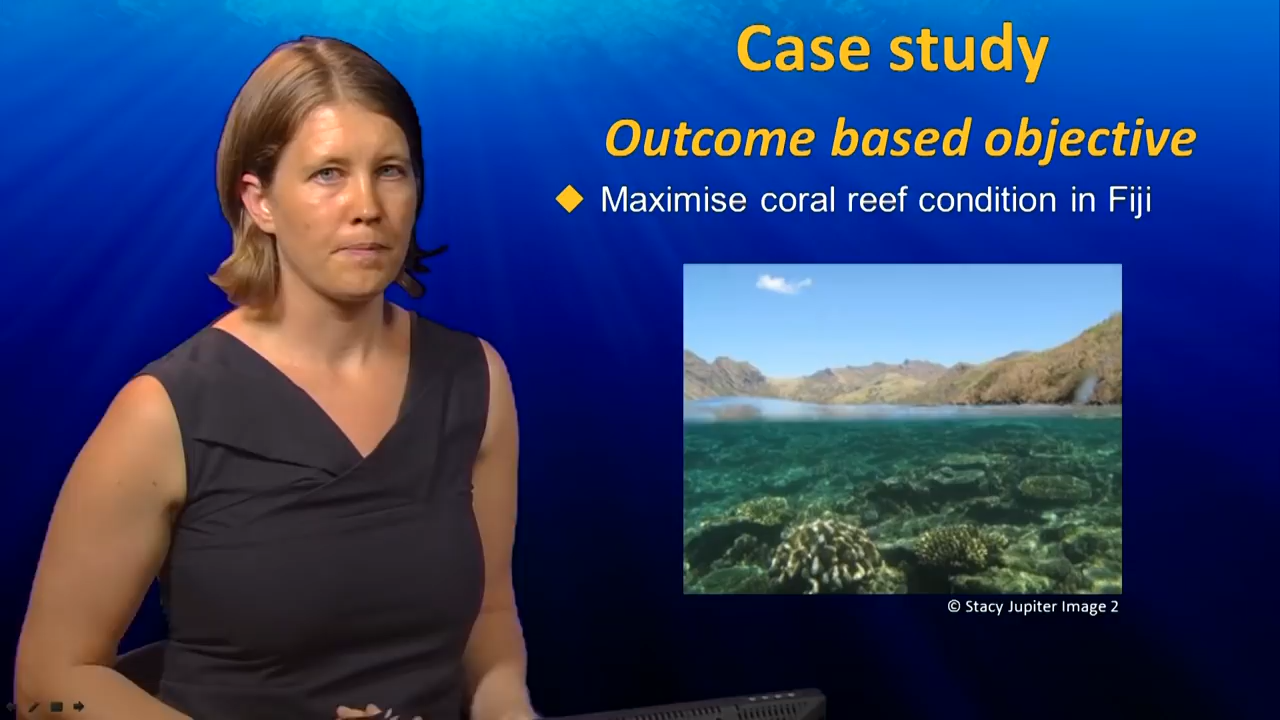 Case study
Outcome based objective
Maximise coral reef condition in Fiji
© Stacy Jupiter Image 2